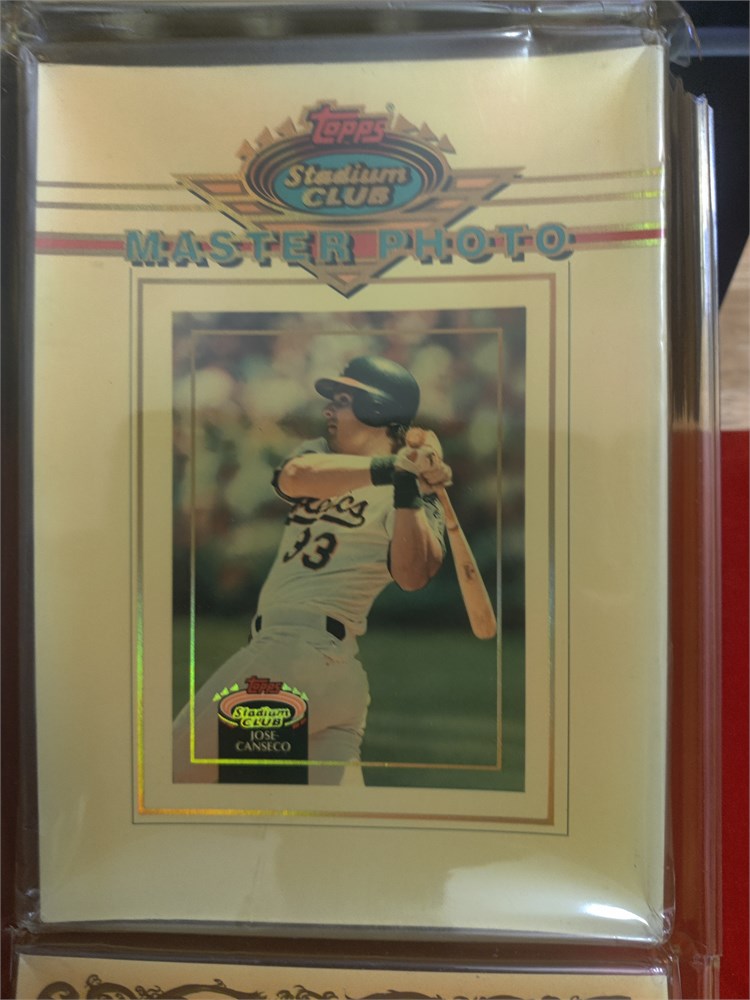 Topps
Stadium
CLUB
MASTER PHOTO
33
Topps
Stadium
CLUB
JOSE
CANSECO